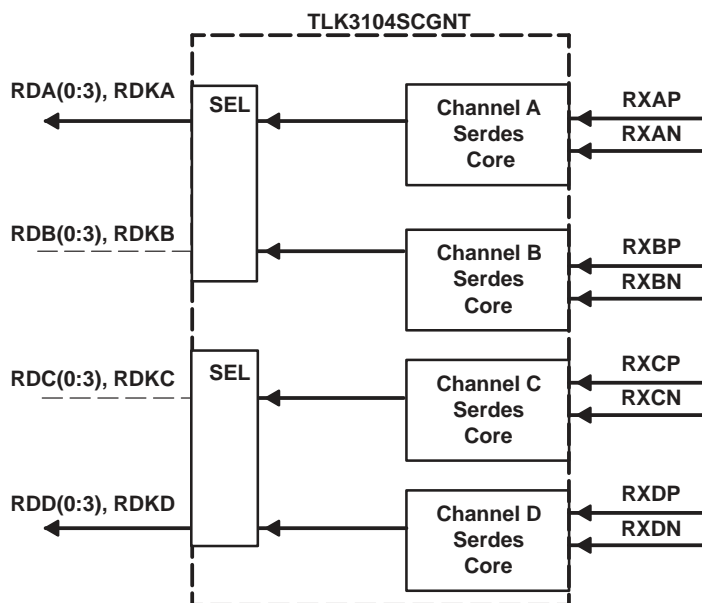 TLK3104SCGNT
RDA(0:3), RDKA
SEL
Channel A
Serdes
Core
RXAP
RXAN
RDB(0:3), RDKB
Channel B
Serdes
Core
RXBP
RXBN
RDC(0:3), RDKC
SEL
Channel C
Serdes
Core
RXCP
RXCN
RDD(0:3), RDKD
Channel D
Serdes
Core
RXDP
RXDN